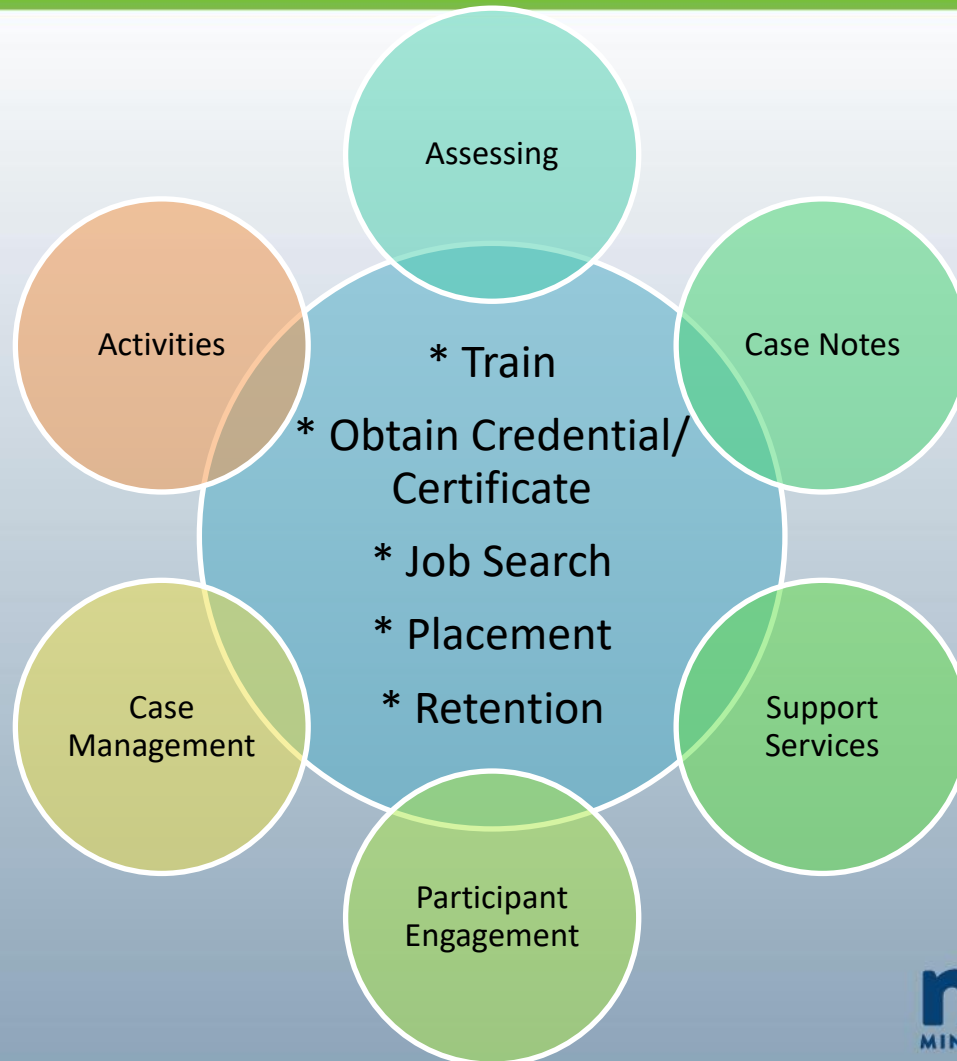 Assessing
Activities
Case Notes
* Train
* Obtain Credential/
Certificate
* Job Search
* Placement
* Retention
Case
Management
Support
Services
Participant
Engagement